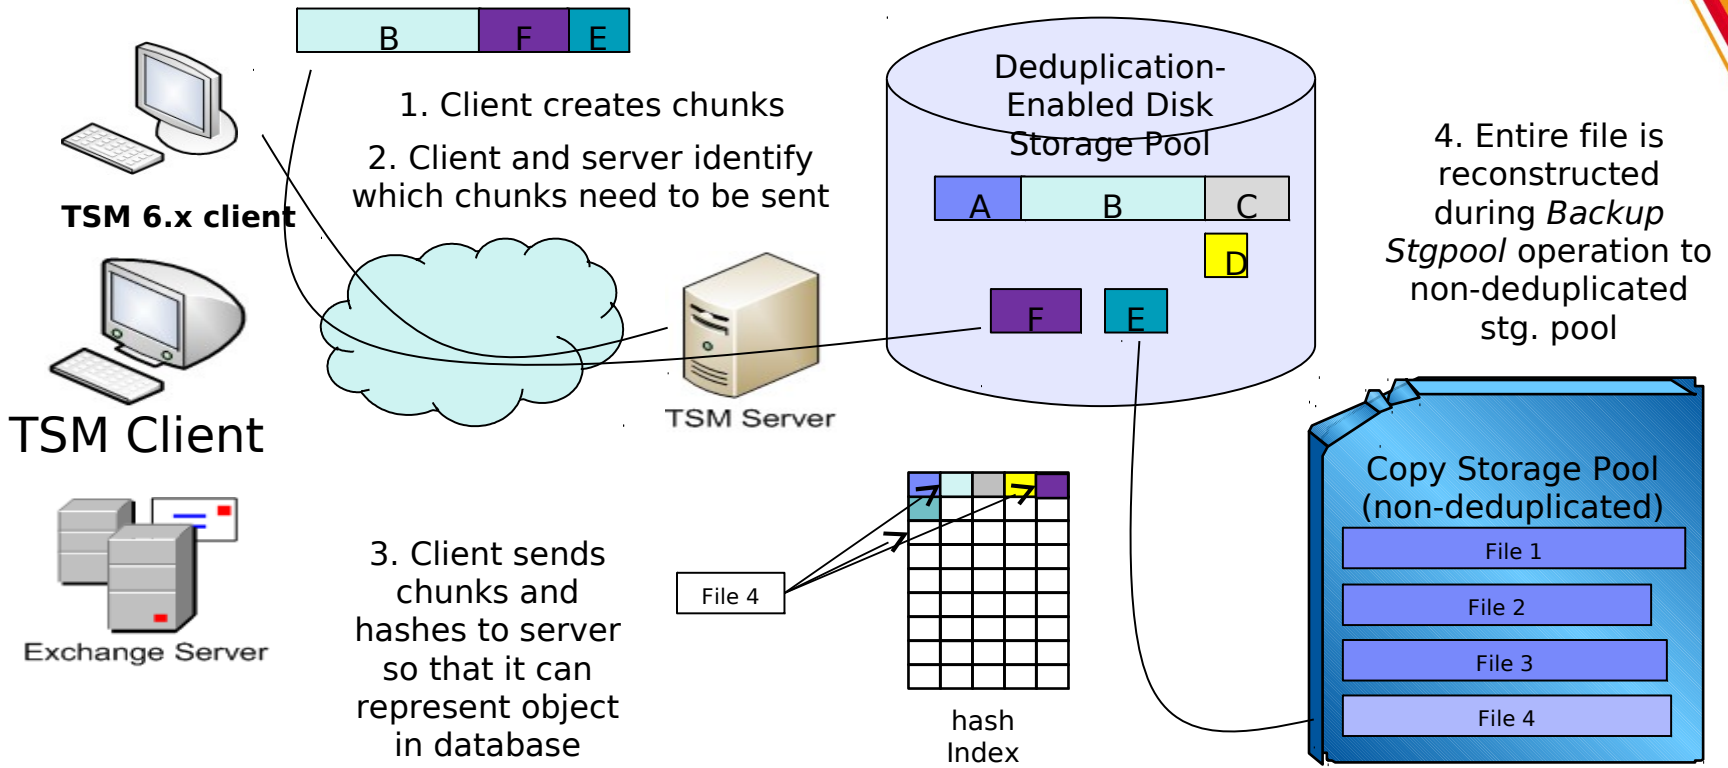 B F E
1. Client creates chunks
2. Client and server identify
which chunks need to be sent
TSM 6.x client
TSM Client
Exchange Server
TSM Server
Deduplication-
Enabled Disk
Storage Pool
A B C
D
F E
3. Client sends
chunks and
hashes to server
so that it can
represent object
in database
File 4
hash
Index
4. Entire file is
reconstructed
during Backup
Stgpool operation to
non-deduplicated
stg. pool
Copy Storage Pool
(non-deduplicated)
File 1
File 2
File 3
File 4